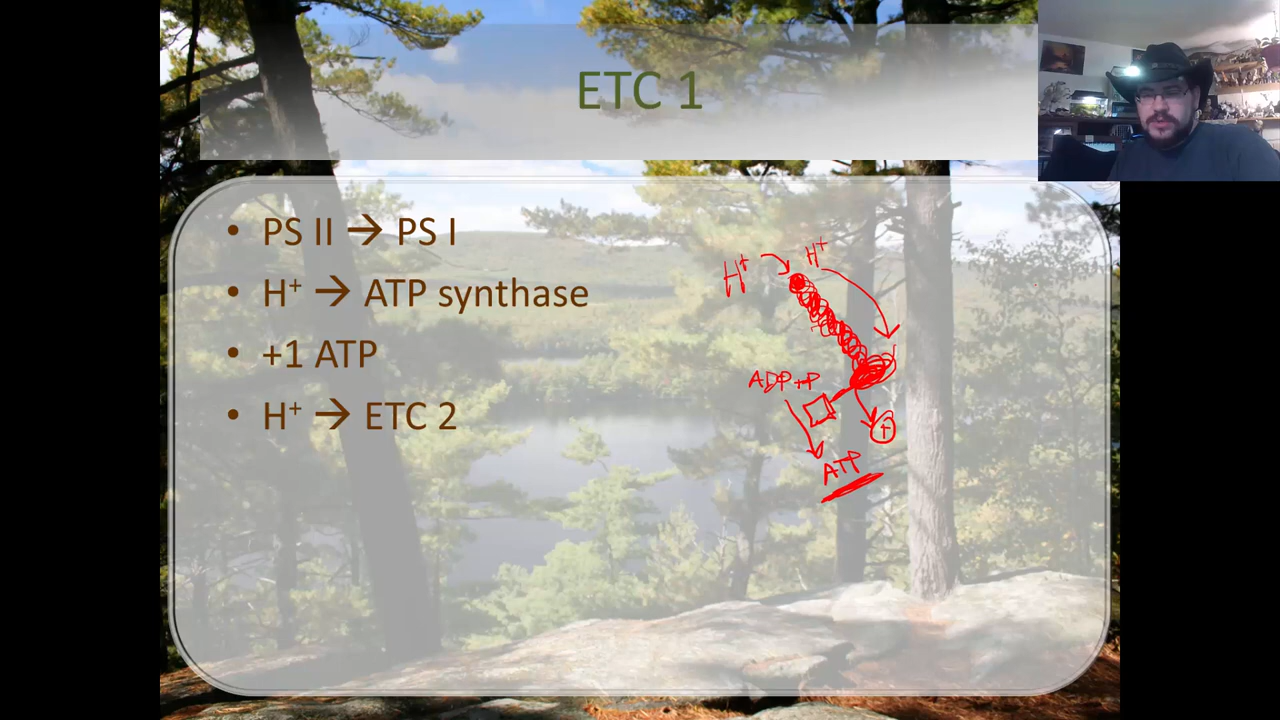 ETC 1
• PS II → PS I
• H⁺ → ATP synthase
• +1 ATP
• H⁺ → ETC 2
H⁺ H⁺
ADP+P
ATP